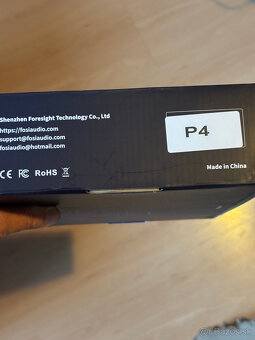 Shenzhen Foresight Technology Co., Ltd
https://fosiaudio.com
support@fosiaudio.com
fosiaudio@hotmail.com
P4
Made in China
CE FC RoHS